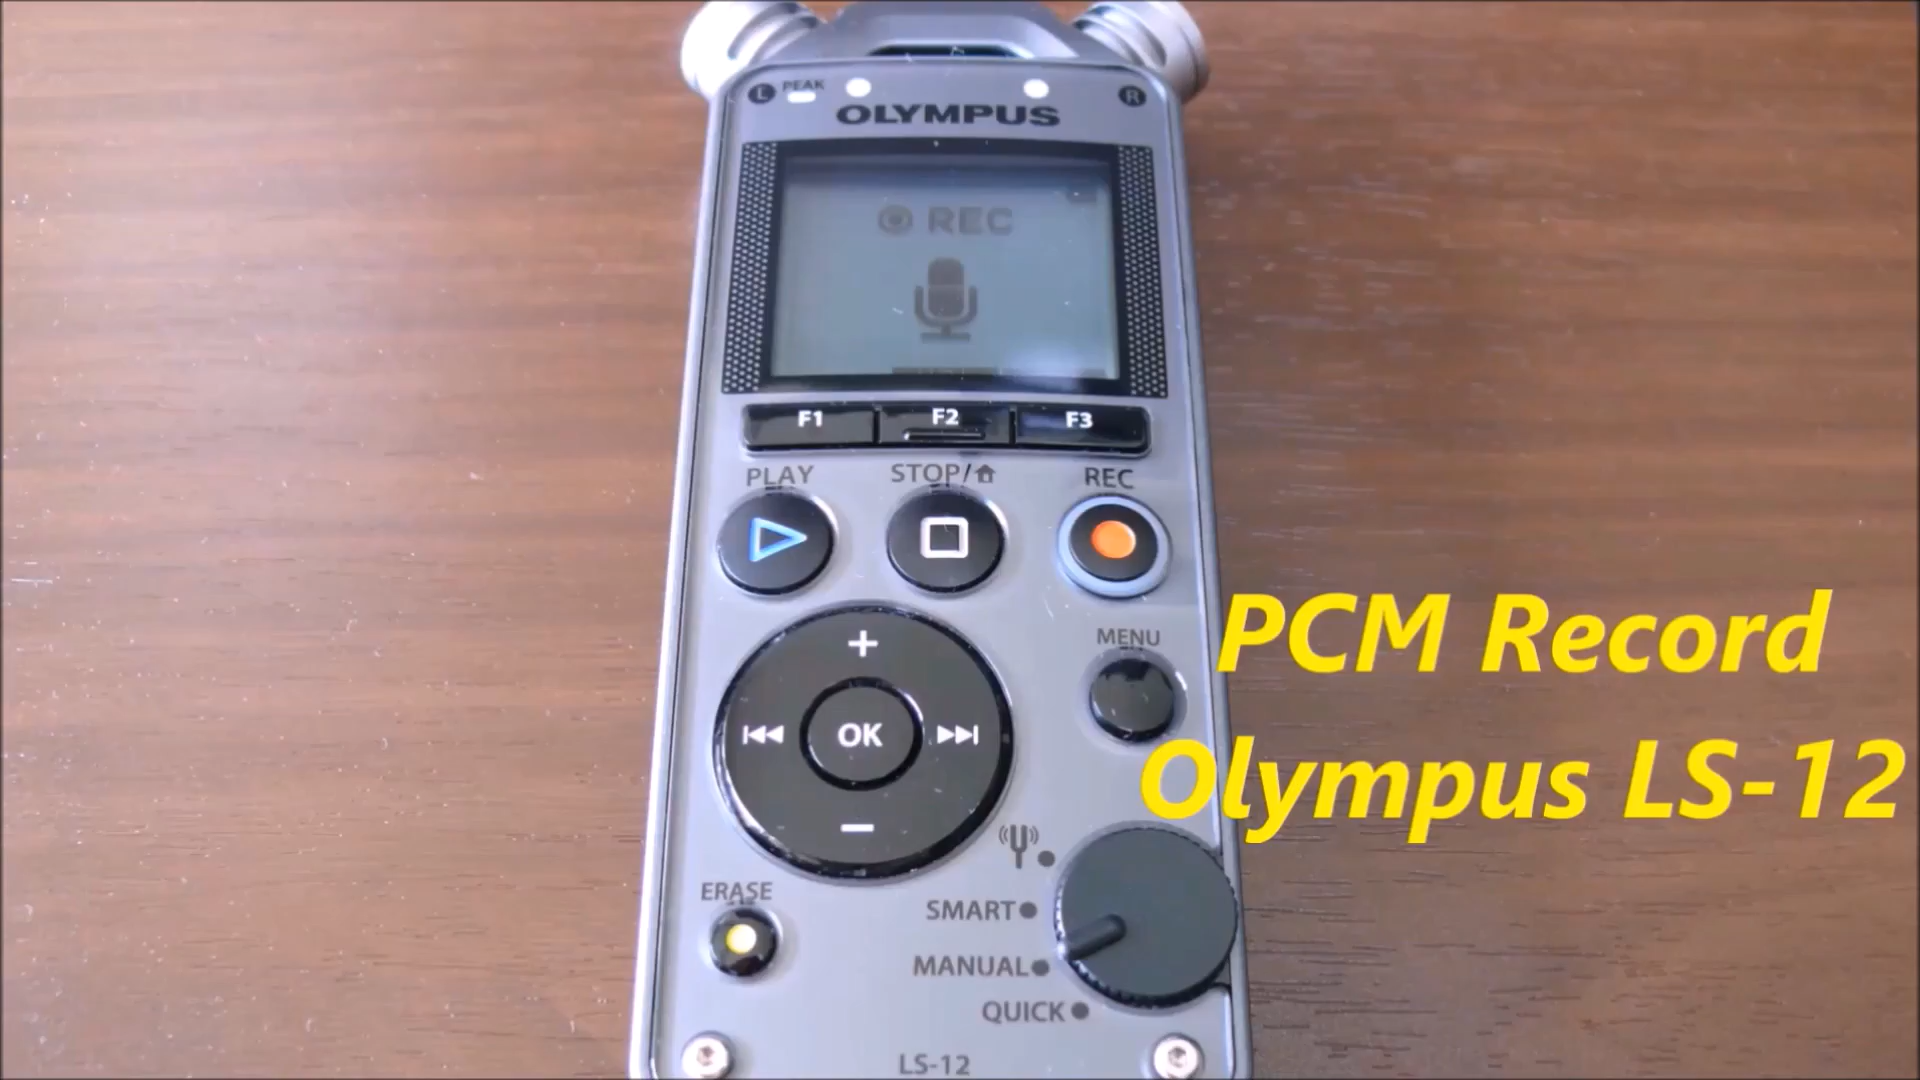 L PEAK R
OLYMPUS
REC
F1 F2 F3
PLAY STOP/ REC
MENU
PCM Record
OK
Olympus LS-12
ERASE
SMART
MANUAL
QUICK
LS-12